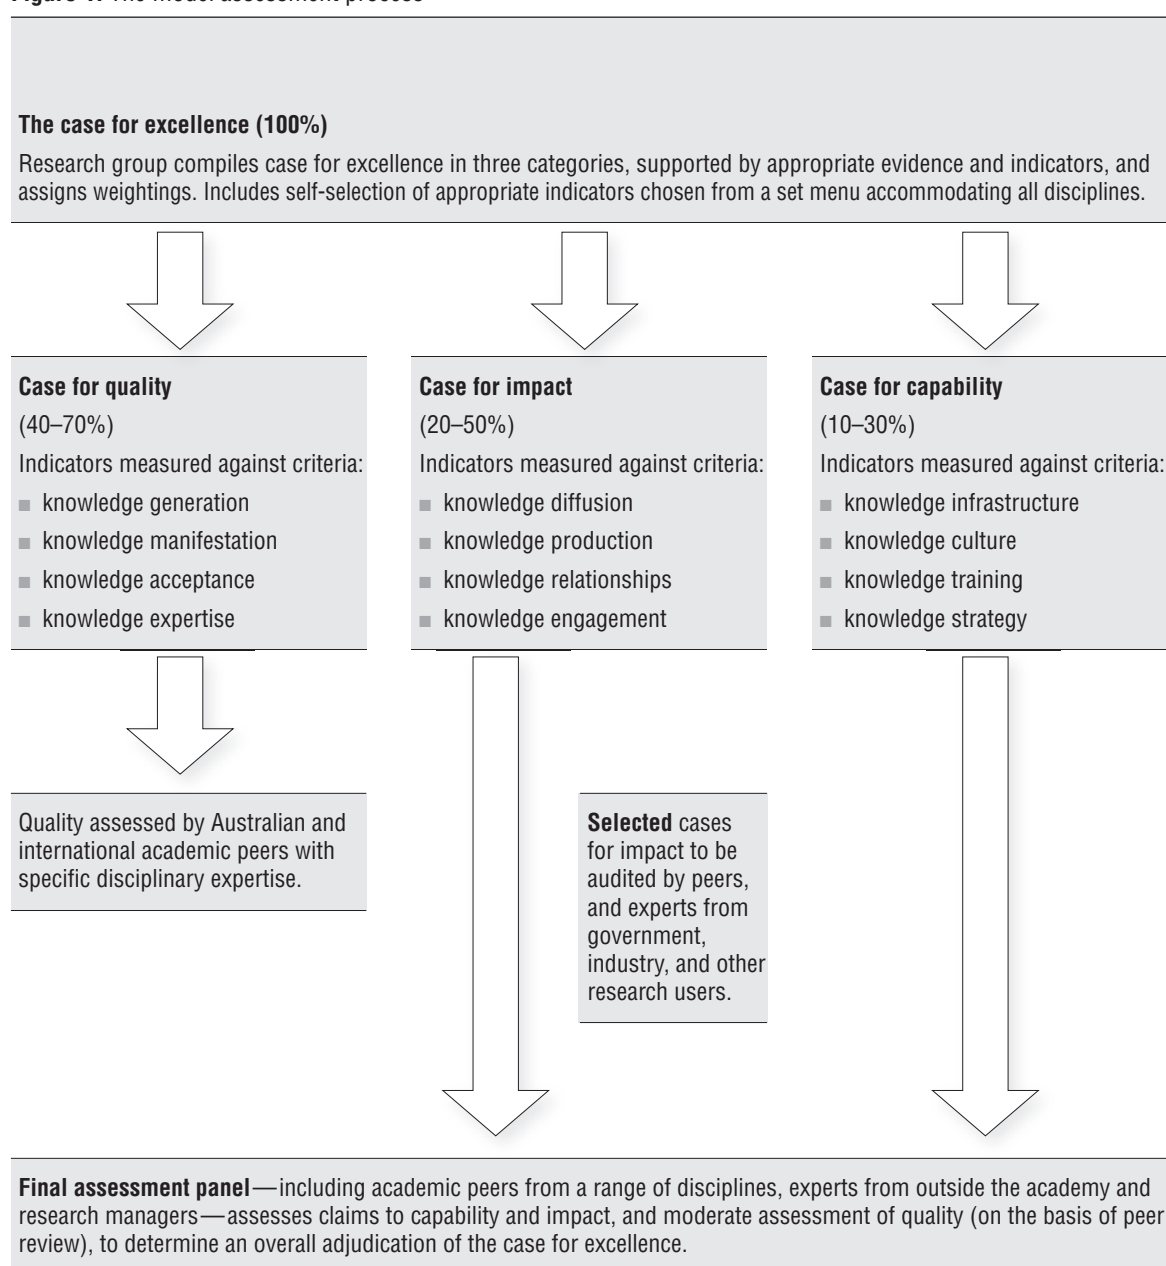 The case for excellence (100%)
Research group compiles case for excellence in three categories, supported by appropriate evidence and indicators, and
assigns weightings. Includes self-selection of appropriate indicators chosen from a set menu accommodating all disciplines.
Case for quality
(40–70%)
Indicators measured against criteria:
■ knowledge generation
■ knowledge manifestation
■ knowledge acceptance
■ knowledge expertise
Case for impact
(20–50%)
Indicators measured against criteria:
■ knowledge diffusion
■ knowledge production
■ knowledge relationships
■ knowledge engagement
Case for capability
(10–30%)
Indicators measured against criteria:
■ knowledge infrastructure
■ knowledge culture
■ knowledge training
■ knowledge strategy
Quality assessed by Australian and
international academic peers with
specific disciplinary expertise.
Selected cases
for impact to be
audited by peers,
and experts from
government,
industry, and other
research users.
Final assessment panel—including academic peers from a range of disciplines, experts from outside the academy and
research managers—assesses claims to capability and impact, and moderate assessment of quality (on the basis of peer
review), to determine an overall adjudication of the case for excellence.